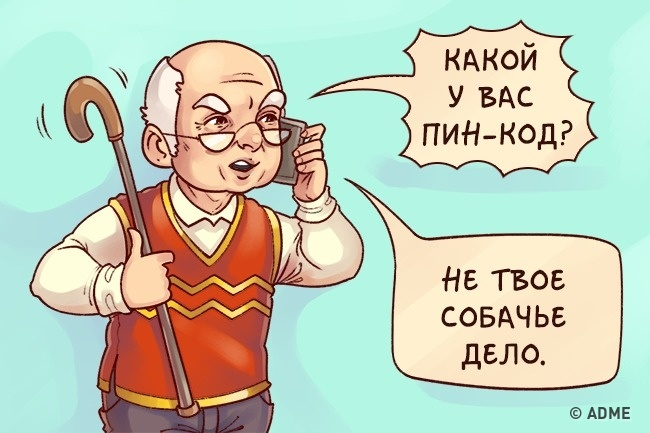 КАКОЙ
У ВАС
ПИН-КОД?
НЕ ТВОЕ
СОБАЧЬЕ
ДЕЛО.
© ADME